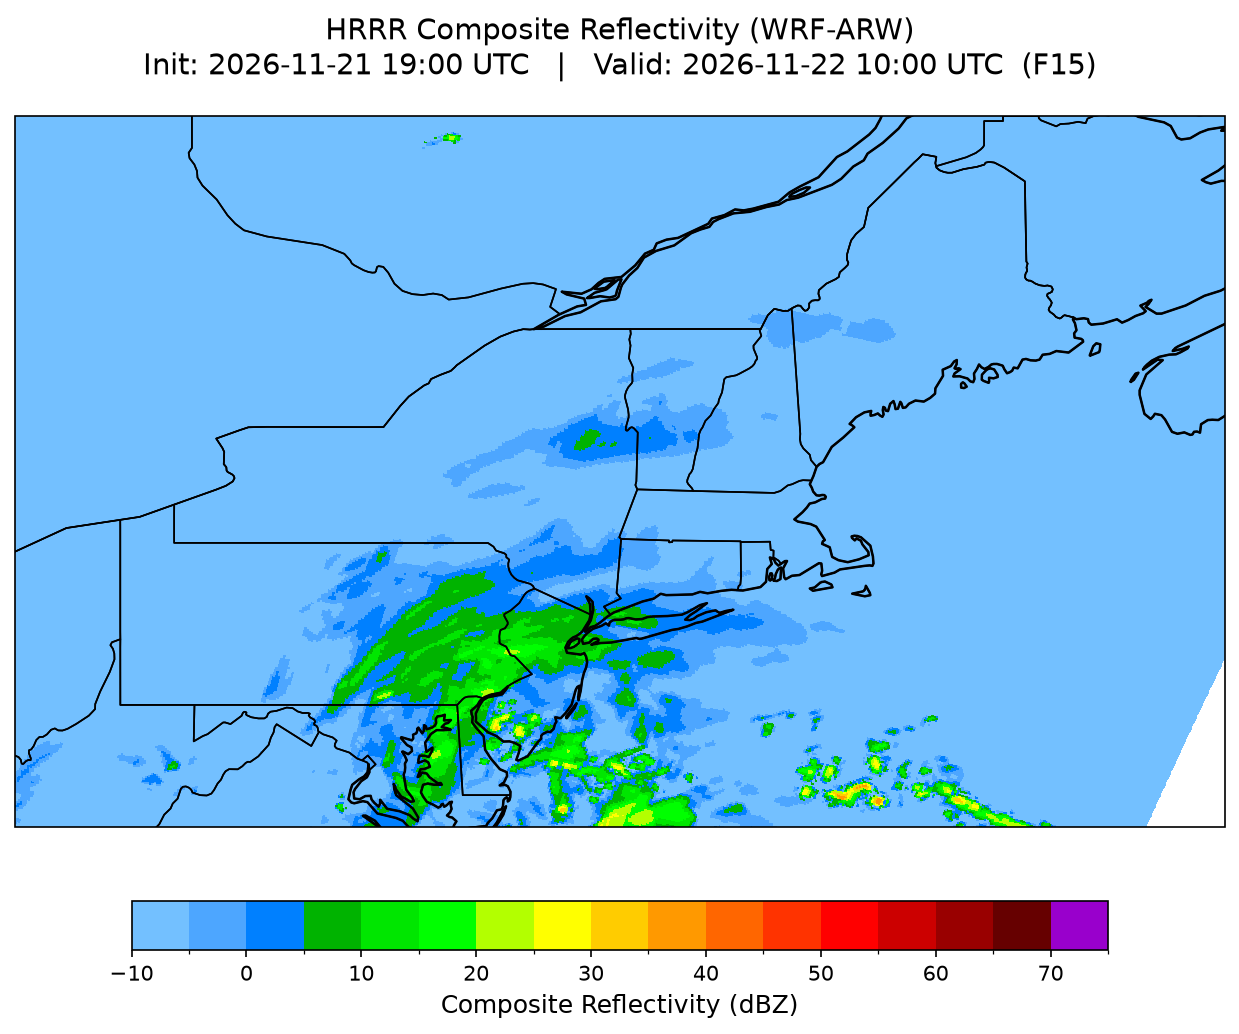 HRRR Composite Reflectivity (WRF-ARW)
Init: 2026-11-21 19:00 UTC   |   Valid: 2026-11-22 10:00 UTC  (F15)
−10 0 10 20 30 40 50 60 70
Composite Reflectivity (dBZ)